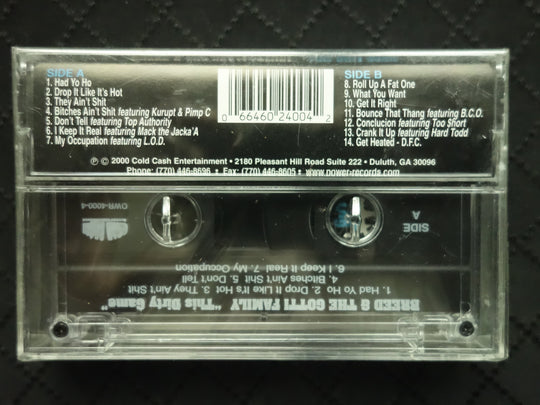 SIDE A
1. Had Yo Ho
2. Drop It Like It's Hot
3. They Ain't Shit
4. Bitches Ain't Shit featuring Kurupt & Pimp C
5. Don't Tell featuring Top Authority
6. I Keep It Real featuring Mack the Jacka'A
7. My Occupation featuring L.O.D.
0 66460 24004 2
SIDE B
8. Roll Up A Fat One
9. What You Want
10. Get It Right
11. Bounce That Thang featuring B.C.O.
12. Conclucion featuring Too Short
13. Crank It Up featuring Hard Todd
14. Get Heated - D.F.C.
℗ © 2000 Cold Cash Entertainment • 2180 Pleasant Hill Road Suite 222 • Duluth, GA 30096
Phone: (770) 446-8696 • Fax: (770) 446-8605 • www.power-records.com
BREED & THE GOTTI FAMILY "This Dirty Game"
1. Had Yo Ho 2. Drop It Like It's Hot 3. They Ain't Shit
4. Bitches Ain't Shit 5. Don't Tell
6. I Keep It Real 7. My Occupation
SIDE
A
OWR-4000-4